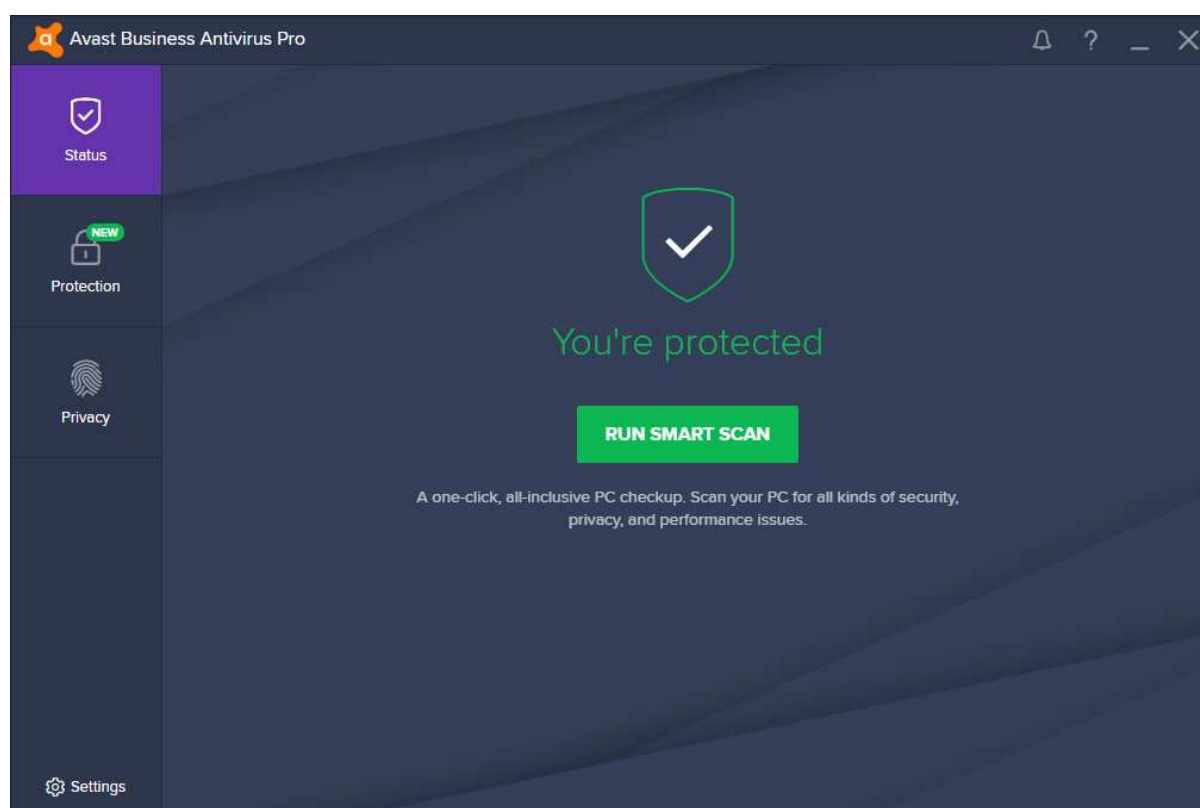 Avast Business Antivirus Pro
?
Status
NEW
Protection
Privacy
You're protected
RUN SMART SCAN
A one-click, all-inclusive PC checkup. Scan your PC for all kinds of security,
privacy, and performance issues.
Settings